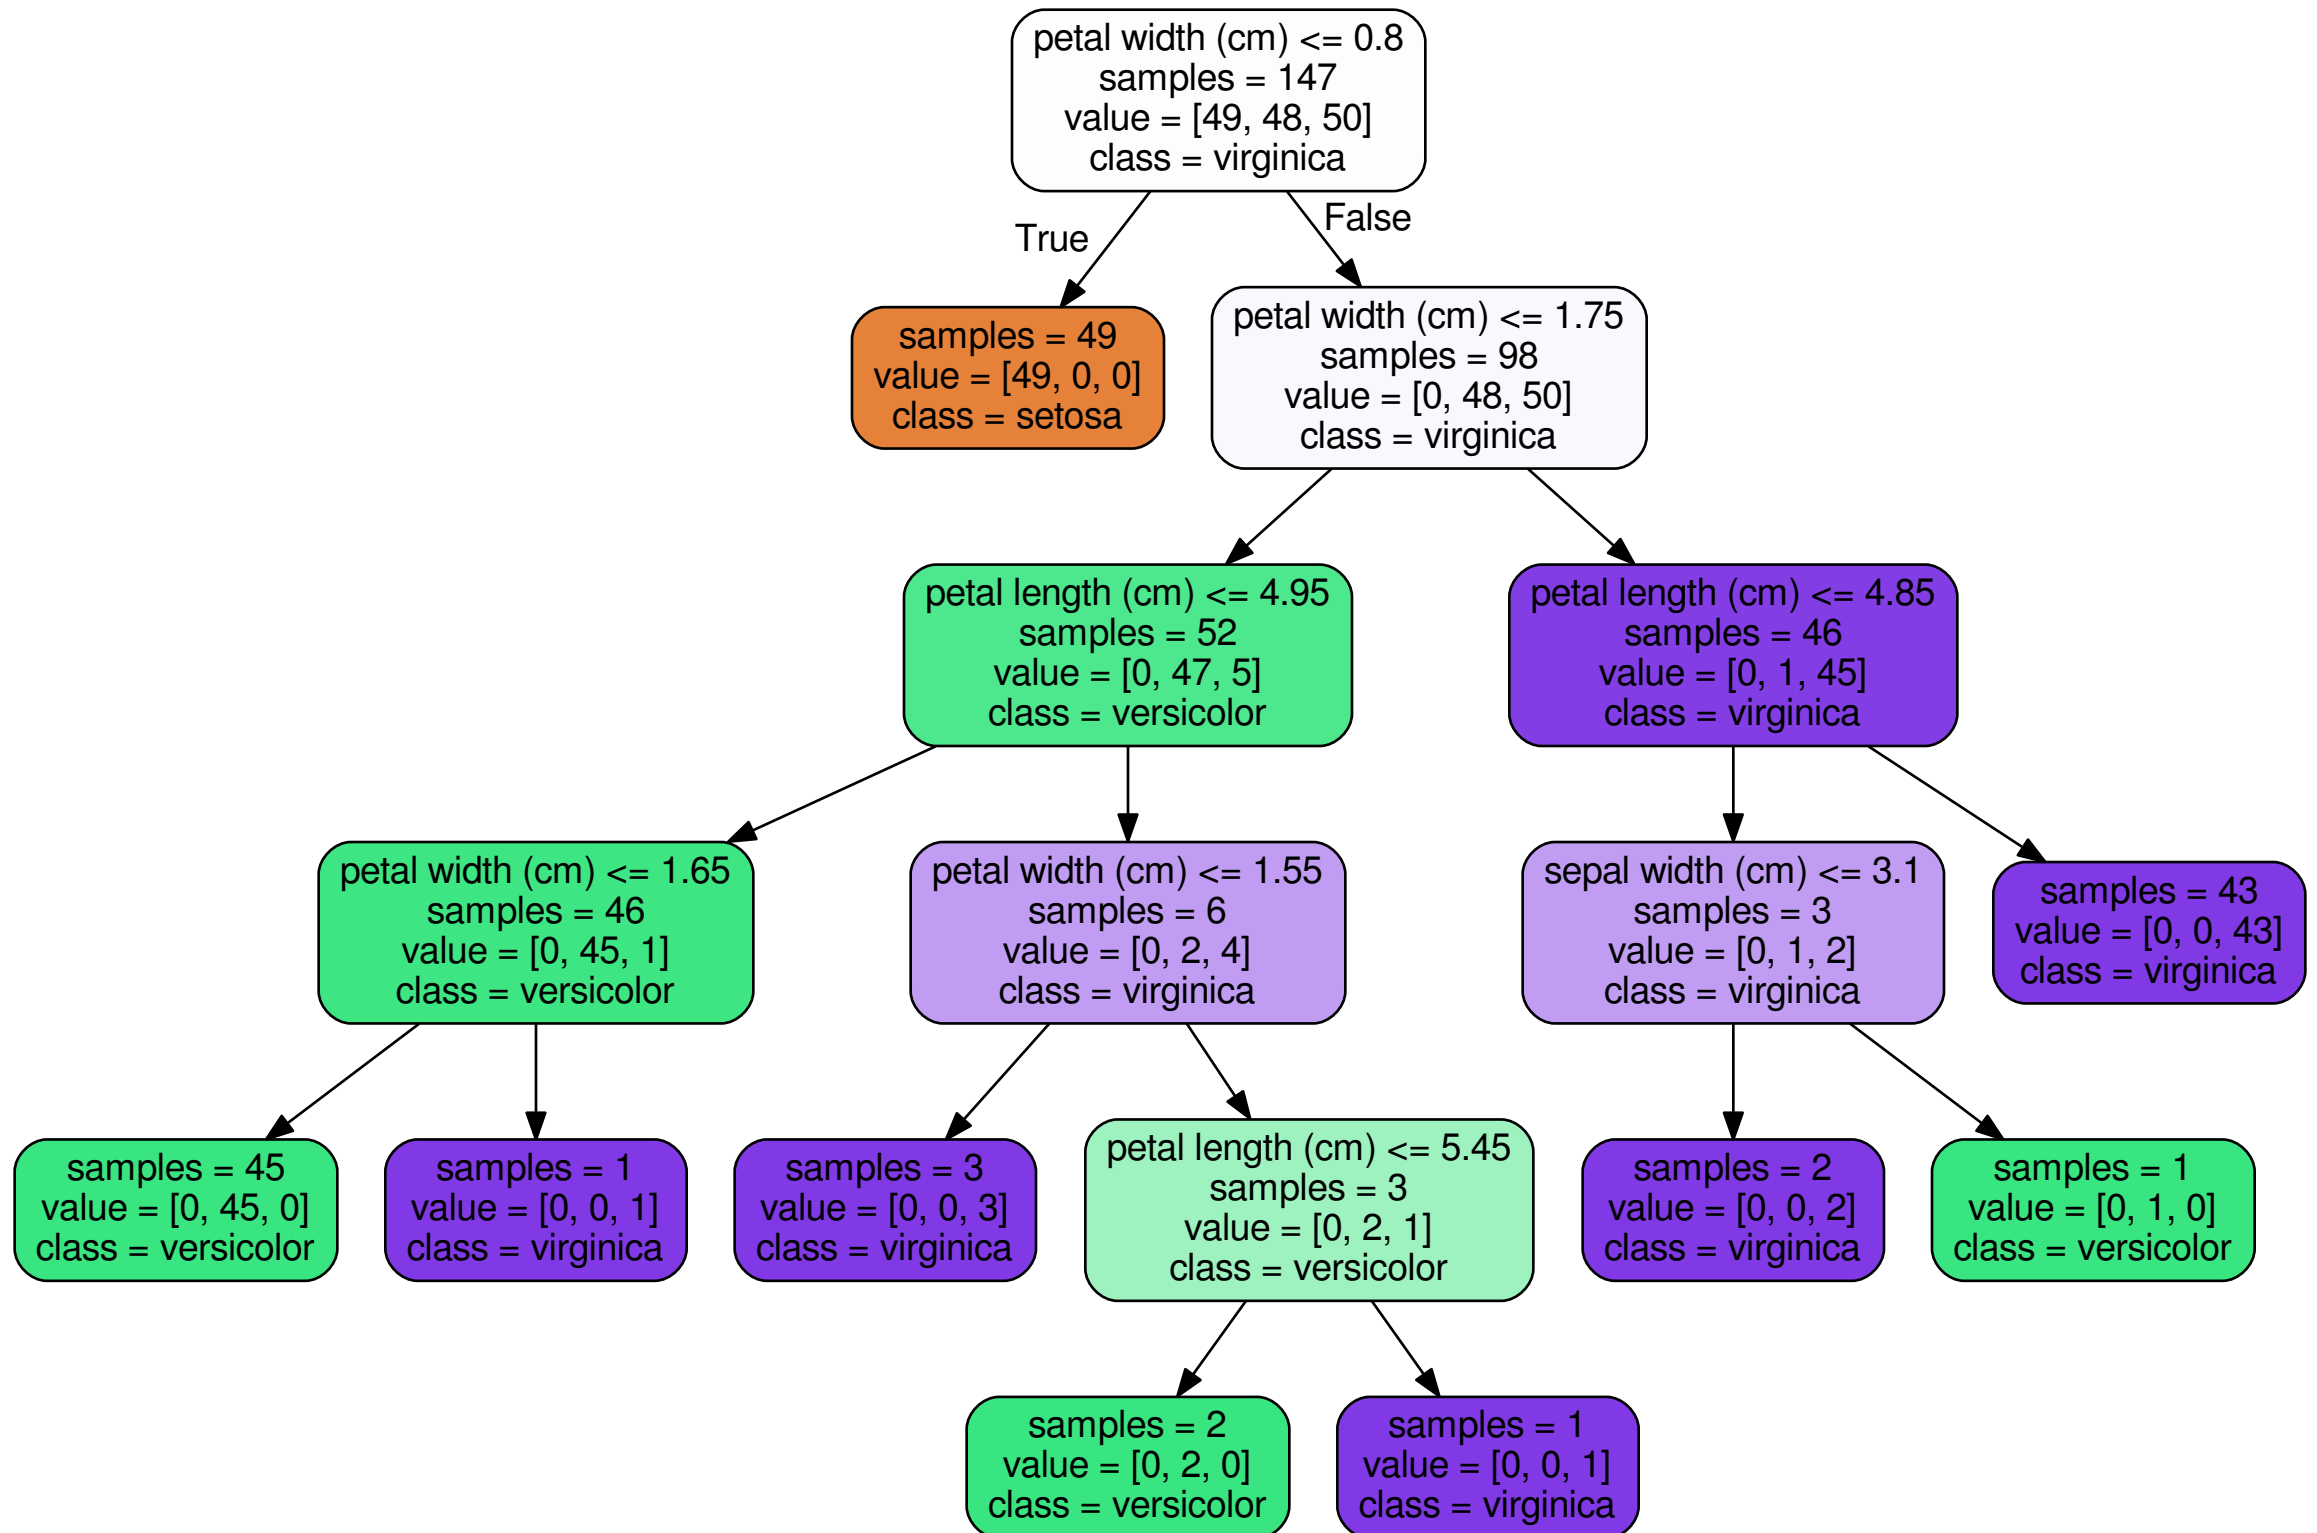 petal width (cm) <= 0.8
samples = 147
value = [49, 48, 50]
class = virginica
True
False
samples = 49
value = [49, 0, 0]
class = setosa
petal width (cm) <= 1.75
samples = 98
value = [0, 48, 50]
class = virginica
petal length (cm) <= 4.95
samples = 52
value = [0, 47, 5]
class = versicolor
petal length (cm) <= 4.85
samples = 46
value = [0, 1, 45]
class = virginica
petal width (cm) <= 1.65
samples = 46
value = [0, 45, 1]
class = versicolor
petal width (cm) <= 1.55
samples = 6
value = [0, 2, 4]
class = virginica
sepal width (cm) <= 3.1
samples = 3
value = [0, 1, 2]
class = virginica
samples = 43
value = [0, 0, 43]
class = virginica
samples = 45
value = [0, 45, 0]
class = versicolor
samples = 1
value = [0, 0, 1]
class = virginica
samples = 3
value = [0, 0, 3]
class = virginica
petal length (cm) <= 5.45
samples = 3
value = [0, 2, 1]
class = versicolor
samples = 2
value = [0, 0, 2]
class = virginica
samples = 1
value = [0, 1, 0]
class = versicolor
samples = 2
value = [0, 2, 0]
class = versicolor
samples = 1
value = [0, 0, 1]
class = virginica